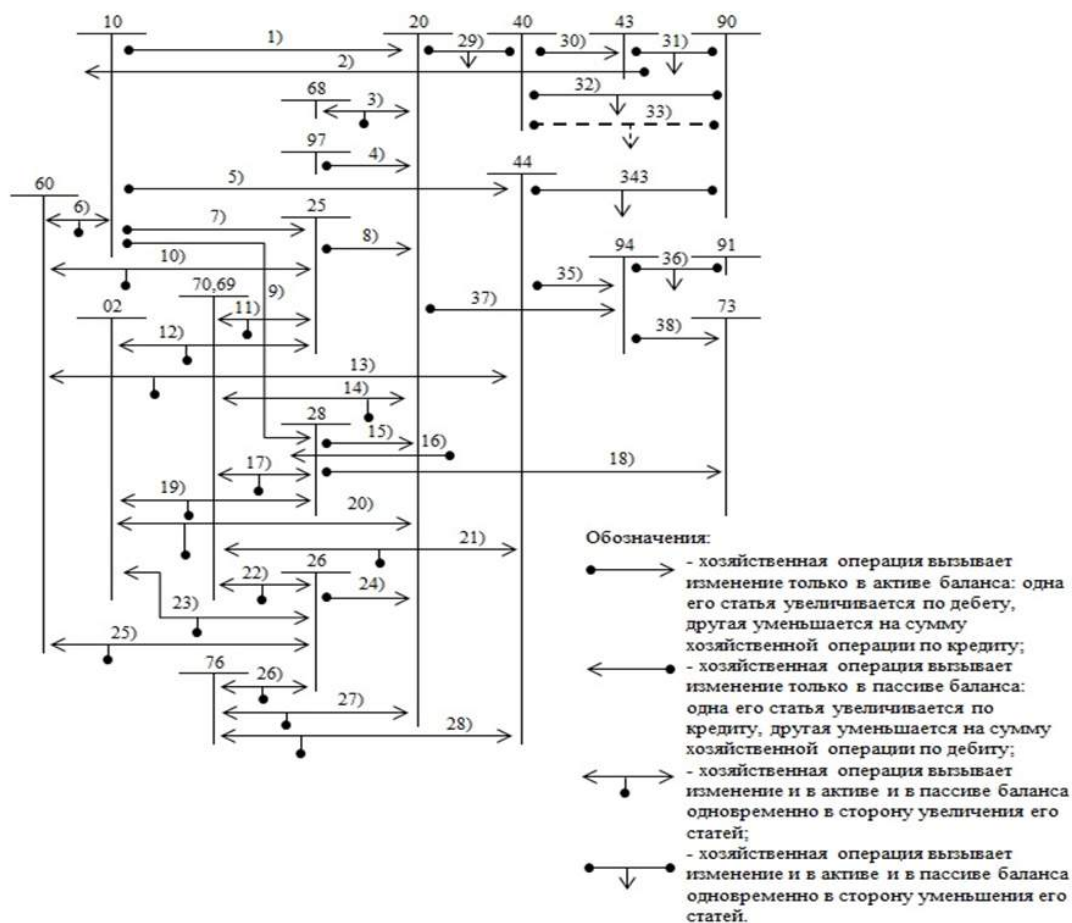 10 20 40 43 90
1) 29) 30) 31)
2)
68 3) 32)
33)
97 4)
5) 44 343
60
6) 7) 25
8)
10) 94 91
36)
70,69 9) 35)
02 11) 37) 73
12) 38)
13)
14)
28 15) 16)
17) 18)
19) 20)
21)
26
22) 24)
23)
25)
76 26)
27)
28)
Обозначения:
- хозяйственная операция вызывает
изменение только в активе баланса: одна
его статья увеличивается по дебету,
другая уменьшается на сумму
хозяйственной операции по кредиту;
- хозяйственная операция вызывает
изменение только в пассиве баланса:
одна его статья увеличивается по
кредиту, другая уменьшается на сумму
хозяйственной операции по дебиту;
- хозяйственная операция вызывает
изменение и в активе и в пассиве баланса
одновременно в сторону увеличения его
статей;
- хозяйственная операция вызывает
изменение и в активе и в пассиве баланса
одновременно в сторону уменьшения его
статей.